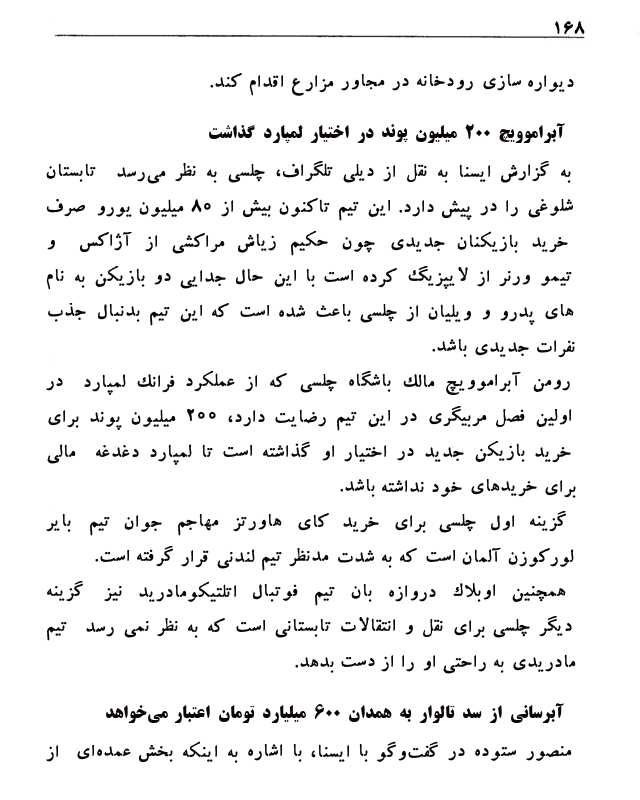 ۱۶۸
دیواره سازی رودخانه در مجاور مزارع اقدام کند.
آبراموویچ ۲۰۰ میلیون پوند در اختیار لمپارد گذاشت
به گزارش ایسنا به نقل از دیلی تلگراف، چلسی به نظر می‌رسد تابستان
شلوغی را در پیش دارد. این تیم تاکنون بیش از ۸۰ میلیون یورو صرف
خرید بازیکنان جدیدی چون حکیم زیاش مراکشی از آژاکس و
تیمو ورنر از لایپزیگ کرده است با این حال جدایی دو بازیکن به نام
های پدرو و ویلیان از چلسی باعث شده است که این تیم بدنبال جذب
نفرات جدیدی باشد.
رومن آبراموویچ مالک باشگاه چلسی که از عملکرد فرانک لمپارد در
اولین فصل مربیگری در این تیم رضایت دارد، ۲۰۰ میلیون پوند برای
خرید بازیکن جدید در اختیار او گذاشته است تا لمپارد دغدغه مالی
برای خریدهای خود نداشته باشد.
گزینه اول چلسی برای خرید کای هاورتز مهاجم جوان تیم بایر
لورکوزن آلمان است که به شدت مدنظر تیم لندنی قرار گرفته است.
همچنین اوبلاک دروازه بان تیم فوتبال اتلتیکومادرید نیز گزینه
دیگر چلسی برای نقل و انتقالات تابستانی است که به نظر نمی رسد تیم
مادریدی به راحتی او را از دست بدهد.
آبرسانی از سد تالوار به همدان ۶۰۰ میلیارد تومان اعتبار می‌خواهد
منصور ستوده در گفت‌وگو با ایسنا، با اشاره به اینکه بخش عمده‌ای از